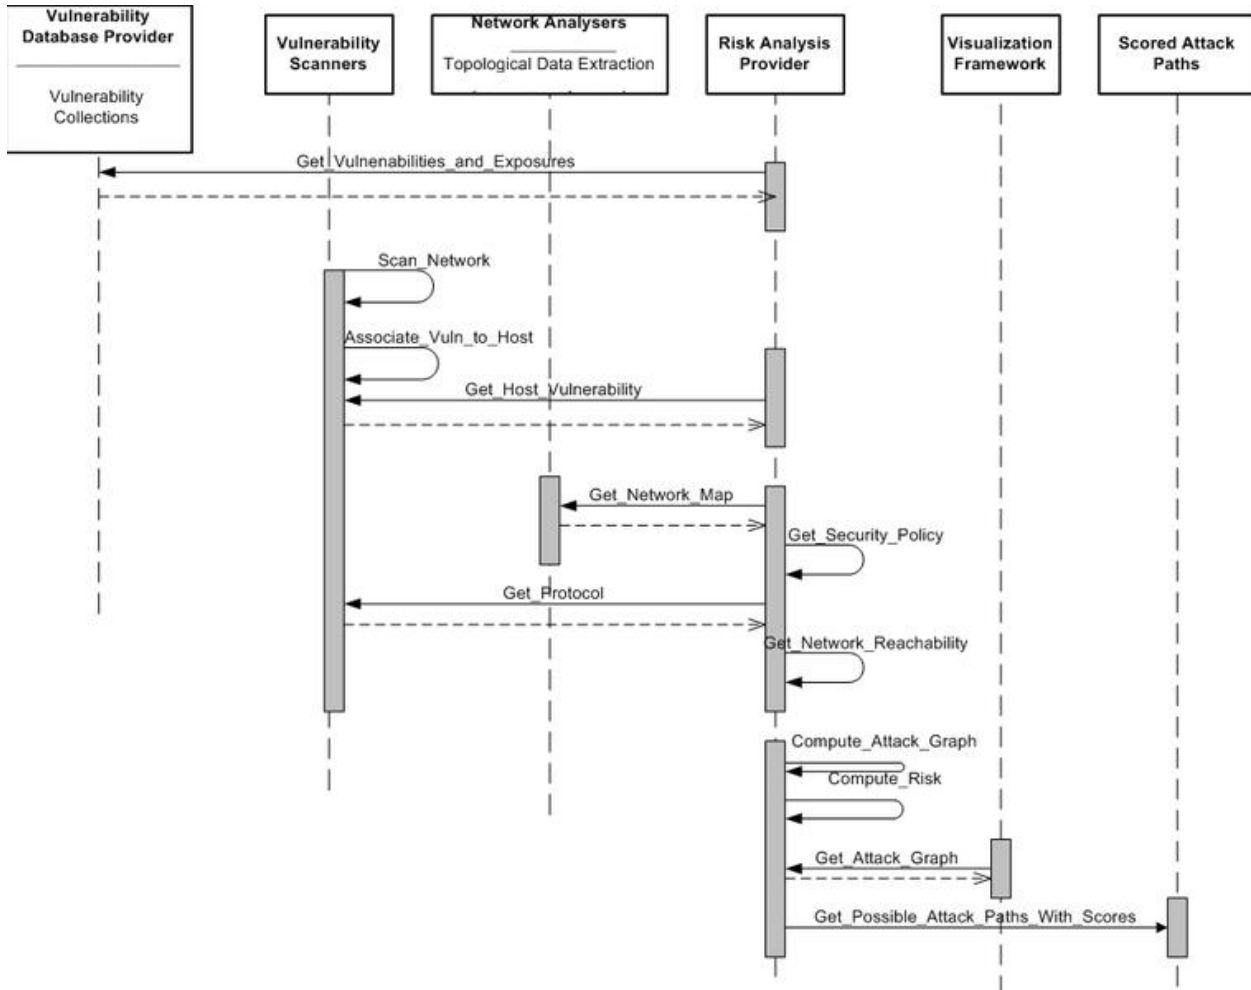 Vulnerability
Database Provider
Vulnerability
Collections
Vulnerability
Scanners
Network Analysers
Topological Data Extraction
Risk Analysis
Provider
Visualization
Framework
Scored Attack
Paths
Get_Vulnenabilities_and_Exposures
Scan_Network
Associate_Vuln_to_Host
Get_Host_Vulnerability
Get_Network_Map
Get_Security_Policy
Get_Protocol
Get_Network_Reachability
Compute_Attack_Graph
Compute_Risk
Get_Attack_Graph
Get_Possible_Attack_Paths_With_Scores